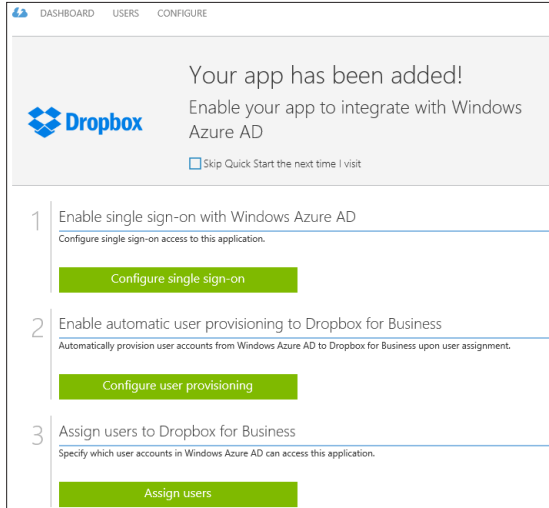 DASHBOARD USERS CONFIGURE
Your app has been added!
Dropbox
Enable your app to integrate with Windows
Azure AD
Skip Quick Start the next time I visit
1 Enable single sign-on with Windows Azure AD
Configure single sign-on access to this application.
Configure single sign-on
2 Enable automatic user provisioning to Dropbox for Business
Automatically provision user accounts from Windows Azure AD to Dropbox for Business upon user assignment.
Configure user provisioning
3 Assign users to Dropbox for Business
Specify which user accounts in Windows Azure AD can access this application.
Assign users